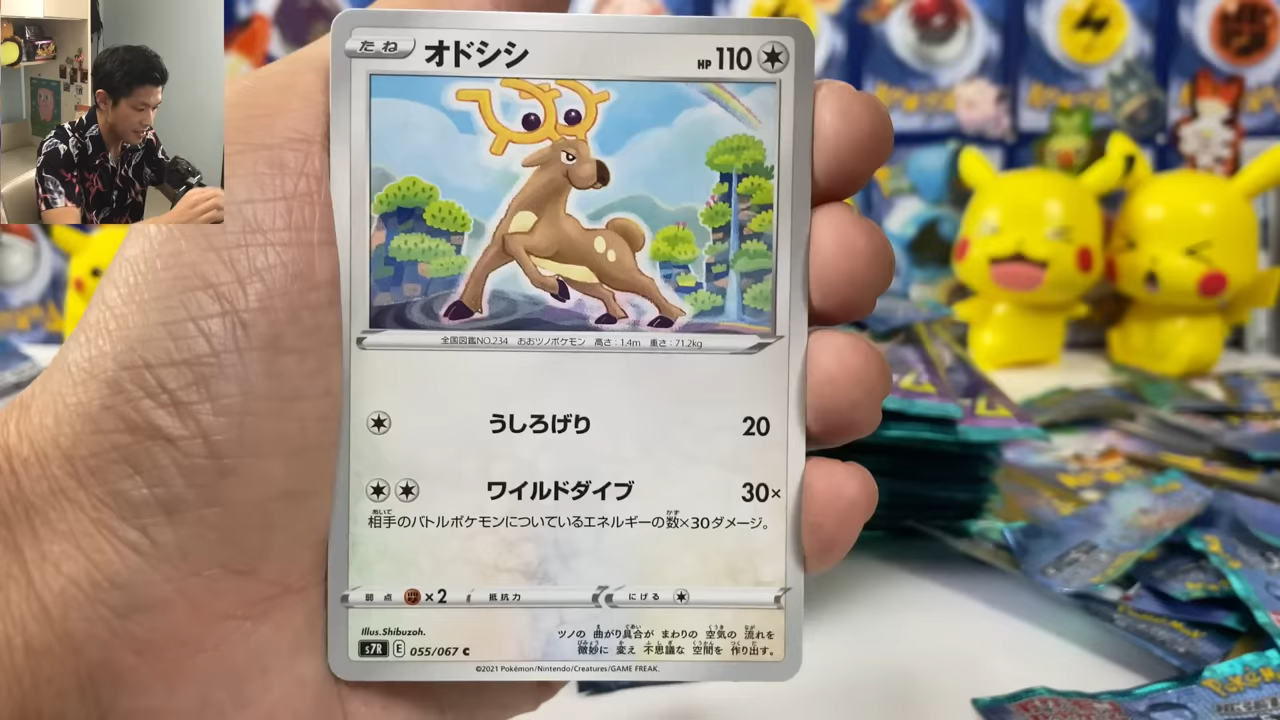 たね オドシシ HP 110
全国図鑑NO.234 おおツノポケモン 高さ:1.4m 重さ:71.2kg
うしろげり 20
ワイルドダイブ 30×
相手のバトルポケモンについているエネルギーの数×30ダメージ。
弱点 ×2 抵抗力 にげる
Illus.Shibuzoh.
ツノの 曲がり具合が まわりの 空気の 流れを
微妙に 変え 不思議な 空間を 作り出す。
s7R E 055/067 C
©2021 Pokémon/Nintendo/Creatures/GAME FREAK.